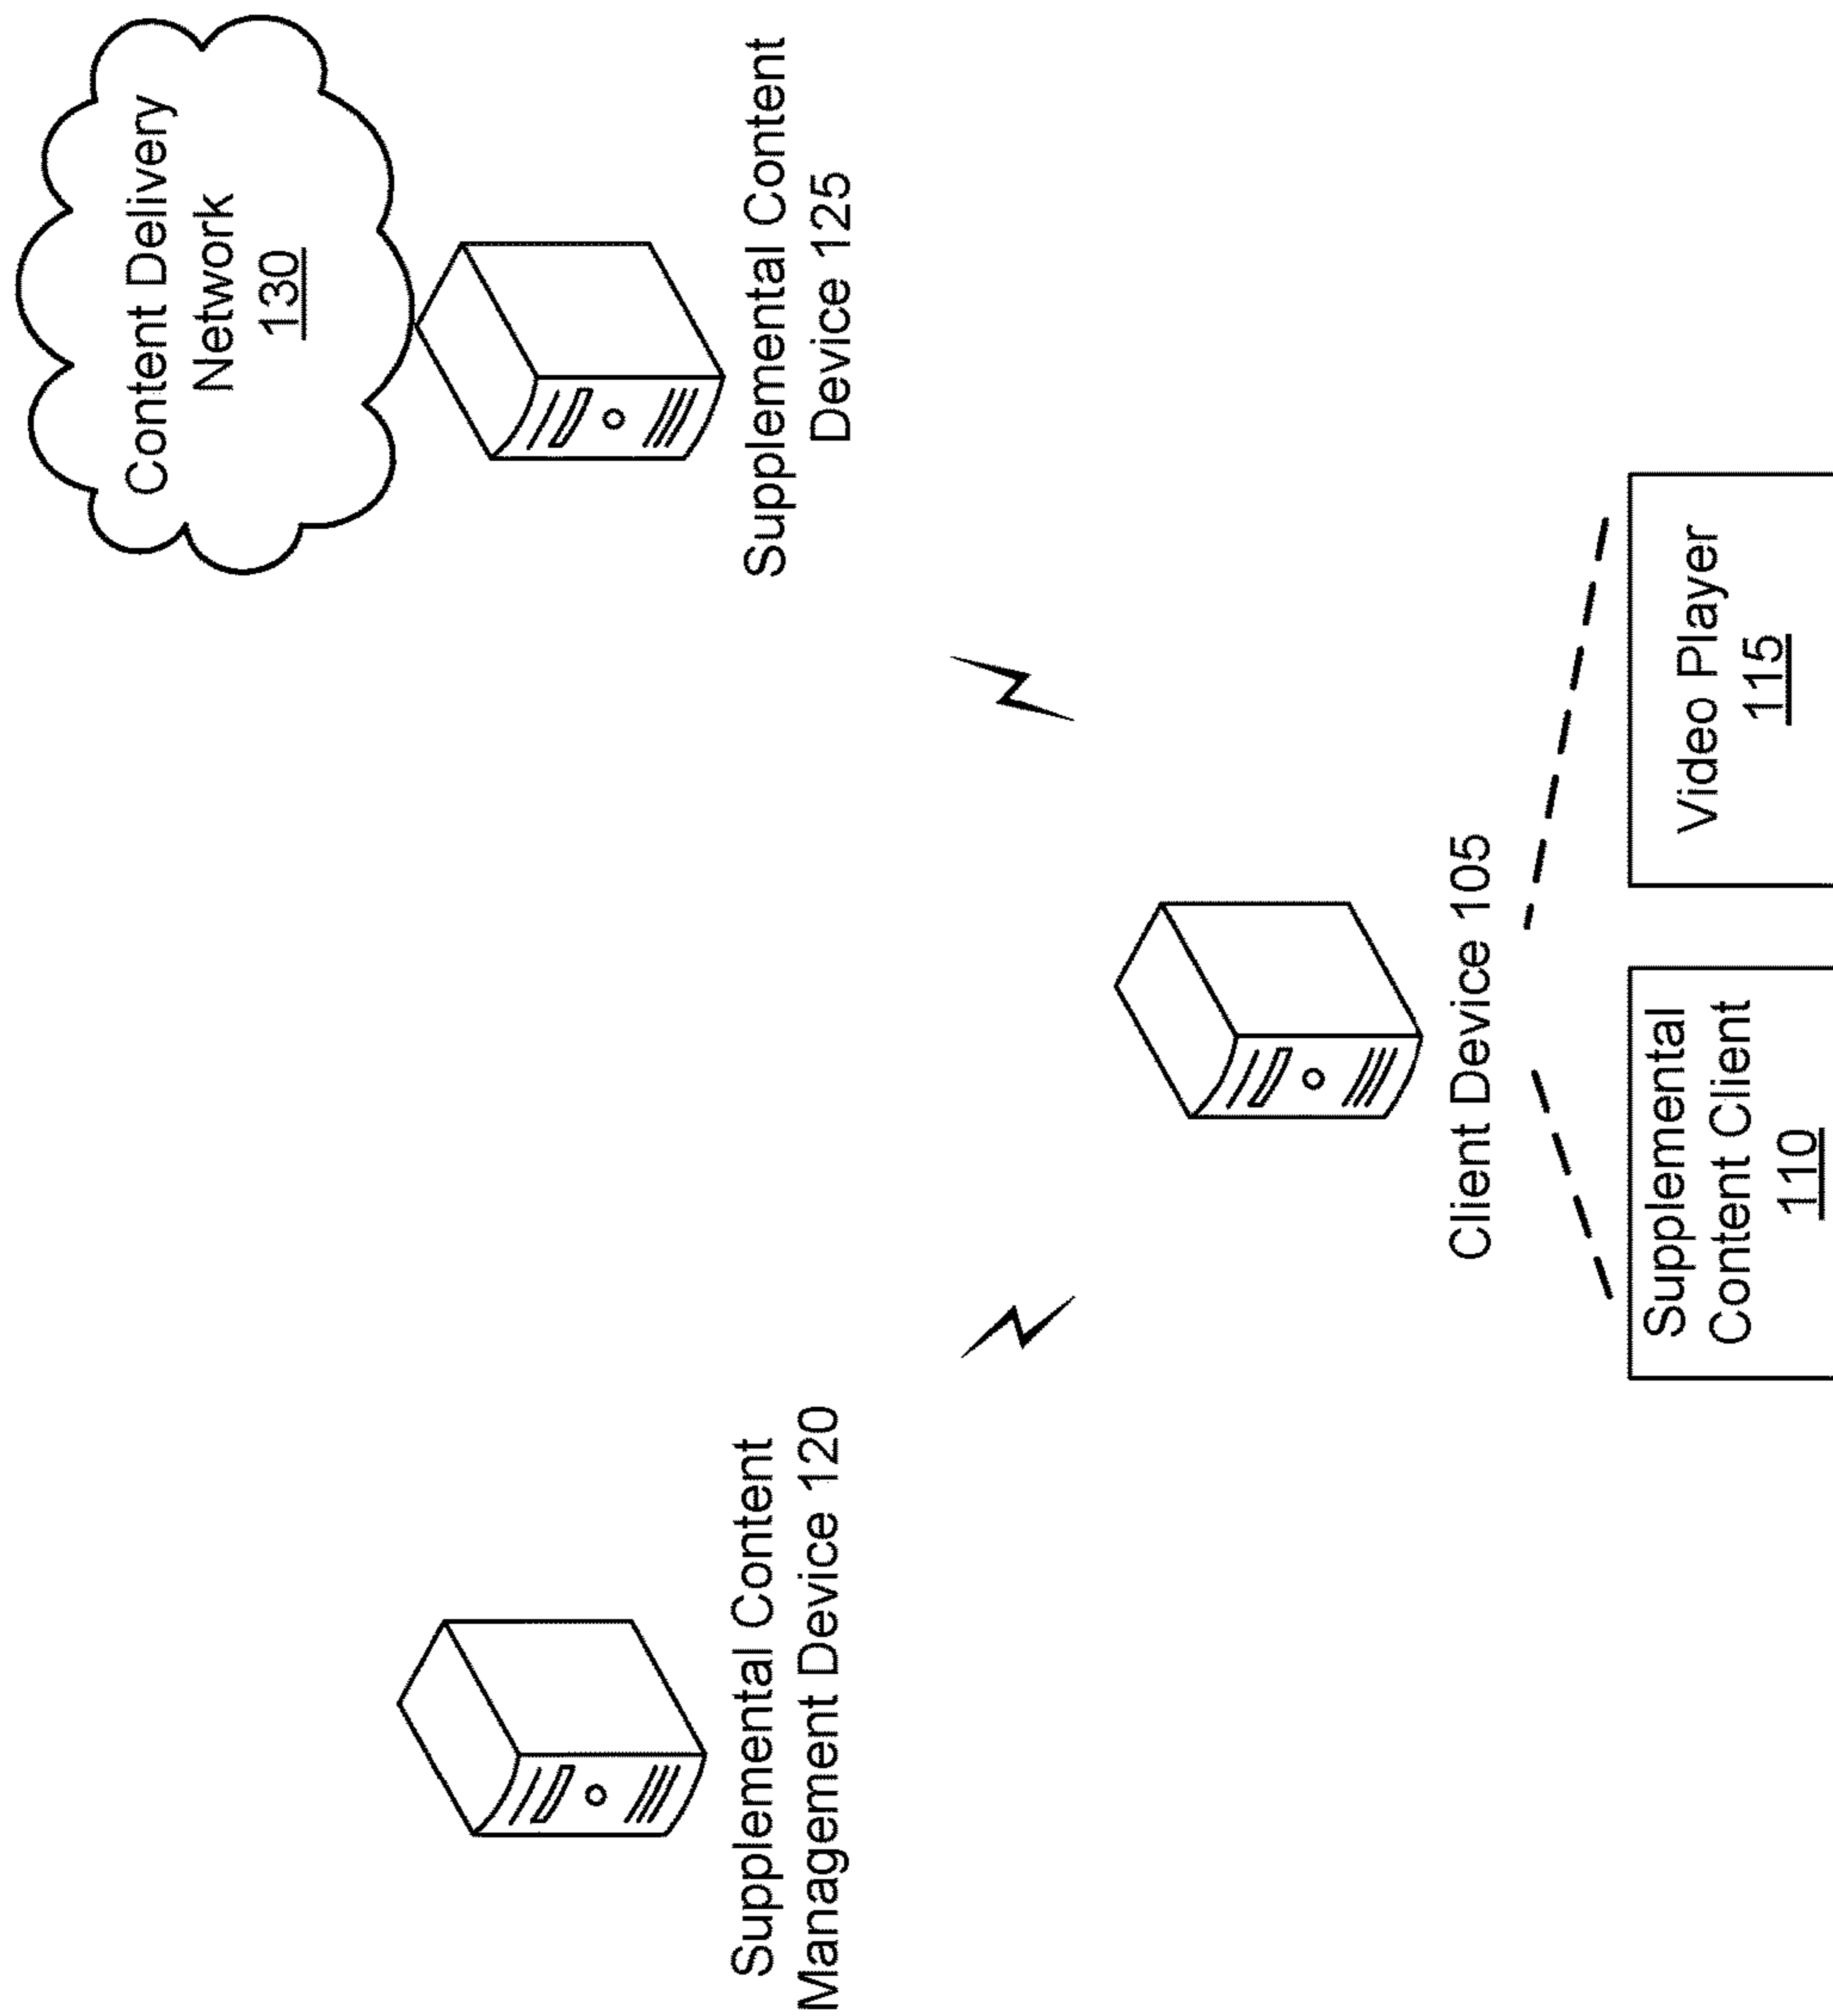 Content Delivery
Network
130
Supplemental Content
Device 125
Supplemental Content
Management Device 120
Client Device 105
Supplemental
Content Client
110
Video Player
115